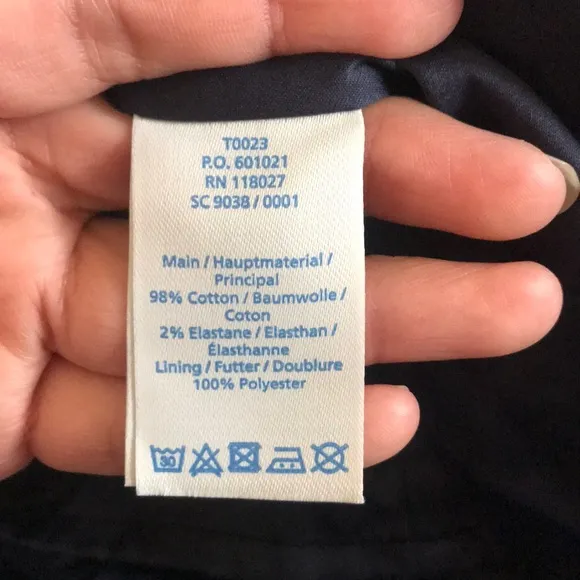 T0023
P.O. 601021
RN 118027
SC 9038 / 0001
Main / Hauptmaterial /
Principal
98% Cotton / Baumwolle /
Coton
2% Elastane / Elasthan /
Élasthanne
Lining / Futter / Doublure
100% Polyester
30